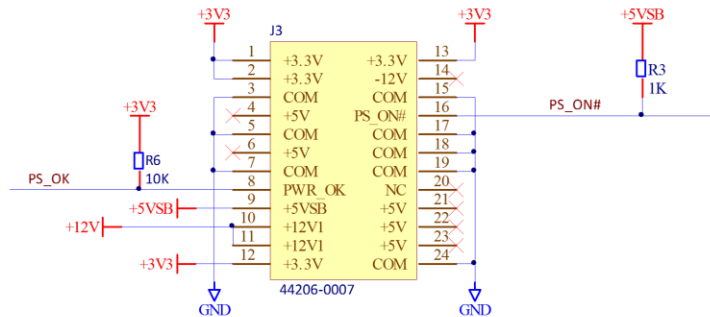 +3V3 +3V3 +5VSB
J3
1 +3.3V +3.3V 13
2 +3.3V -12V 14 R3
3 COM COM 15 1K
+3V3 4 +5V PS_ON# 16 PS_ON#
5 COM COM 17
6 +5V COM 18
R6 7 COM COM 19
10K
PS_OK 8 PWR_OK NC 20
+5VSB 9 +5VSB +5V 21
+12V 10 +12V1 +5V 22
11 +12V1 +5V 23
+3V3 12 +3.3V COM 24
44206-0007
GND GND